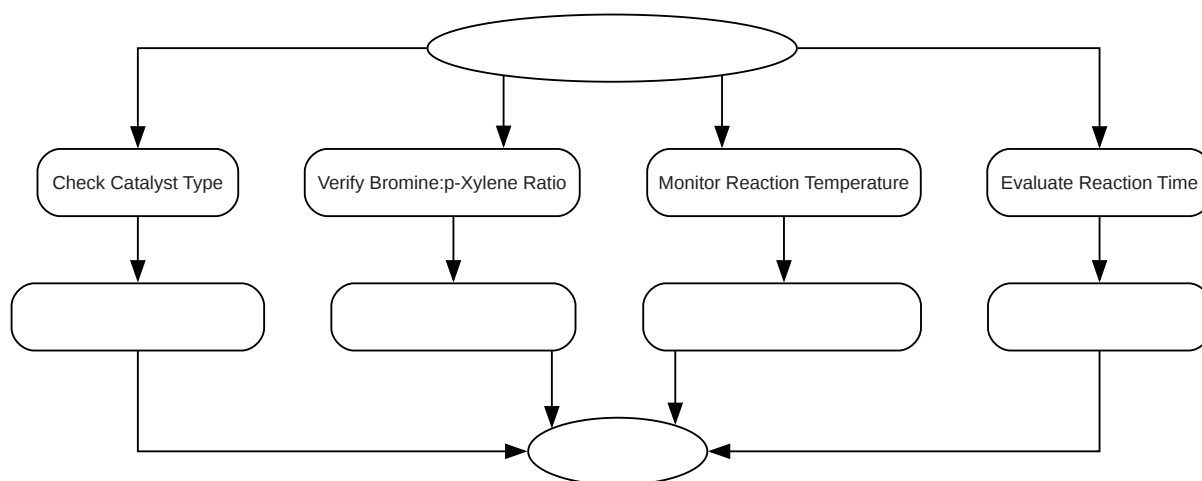 Check Catalyst Type
Verify Bromine:p-Xylene Ratio
Monitor Reaction Temperature
Evaluate Reaction Time